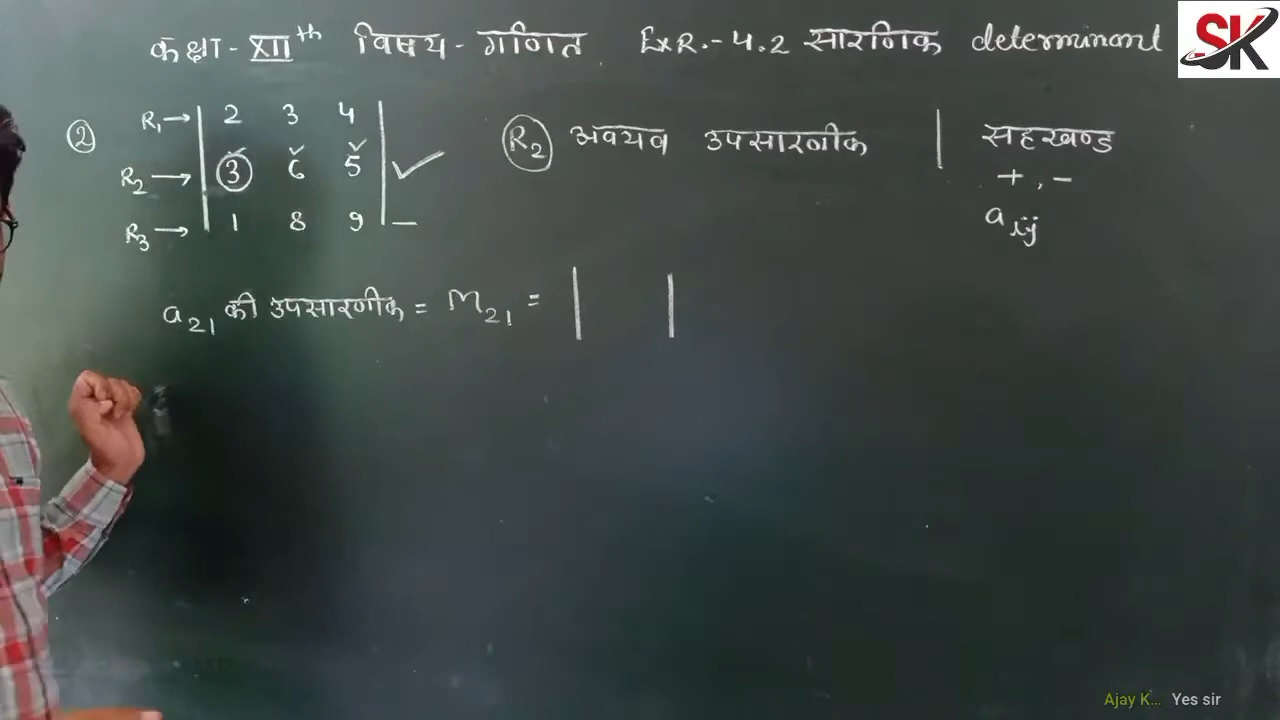 कक्षा - XIIth विषय - गणित ExR.- 4.2 सारणिक determinant
SK
② R₁→ | 2 3 4 |
R₂→ | 3 6 5 | ✓
R₃→ | 1 8 9 | –
R₂ अवयव उपसारणीक | सहखण्ड
+ , -
a ij
a₂₁ की उपसारणीक = M₂₁ = | |
Ajay K... Yes sir